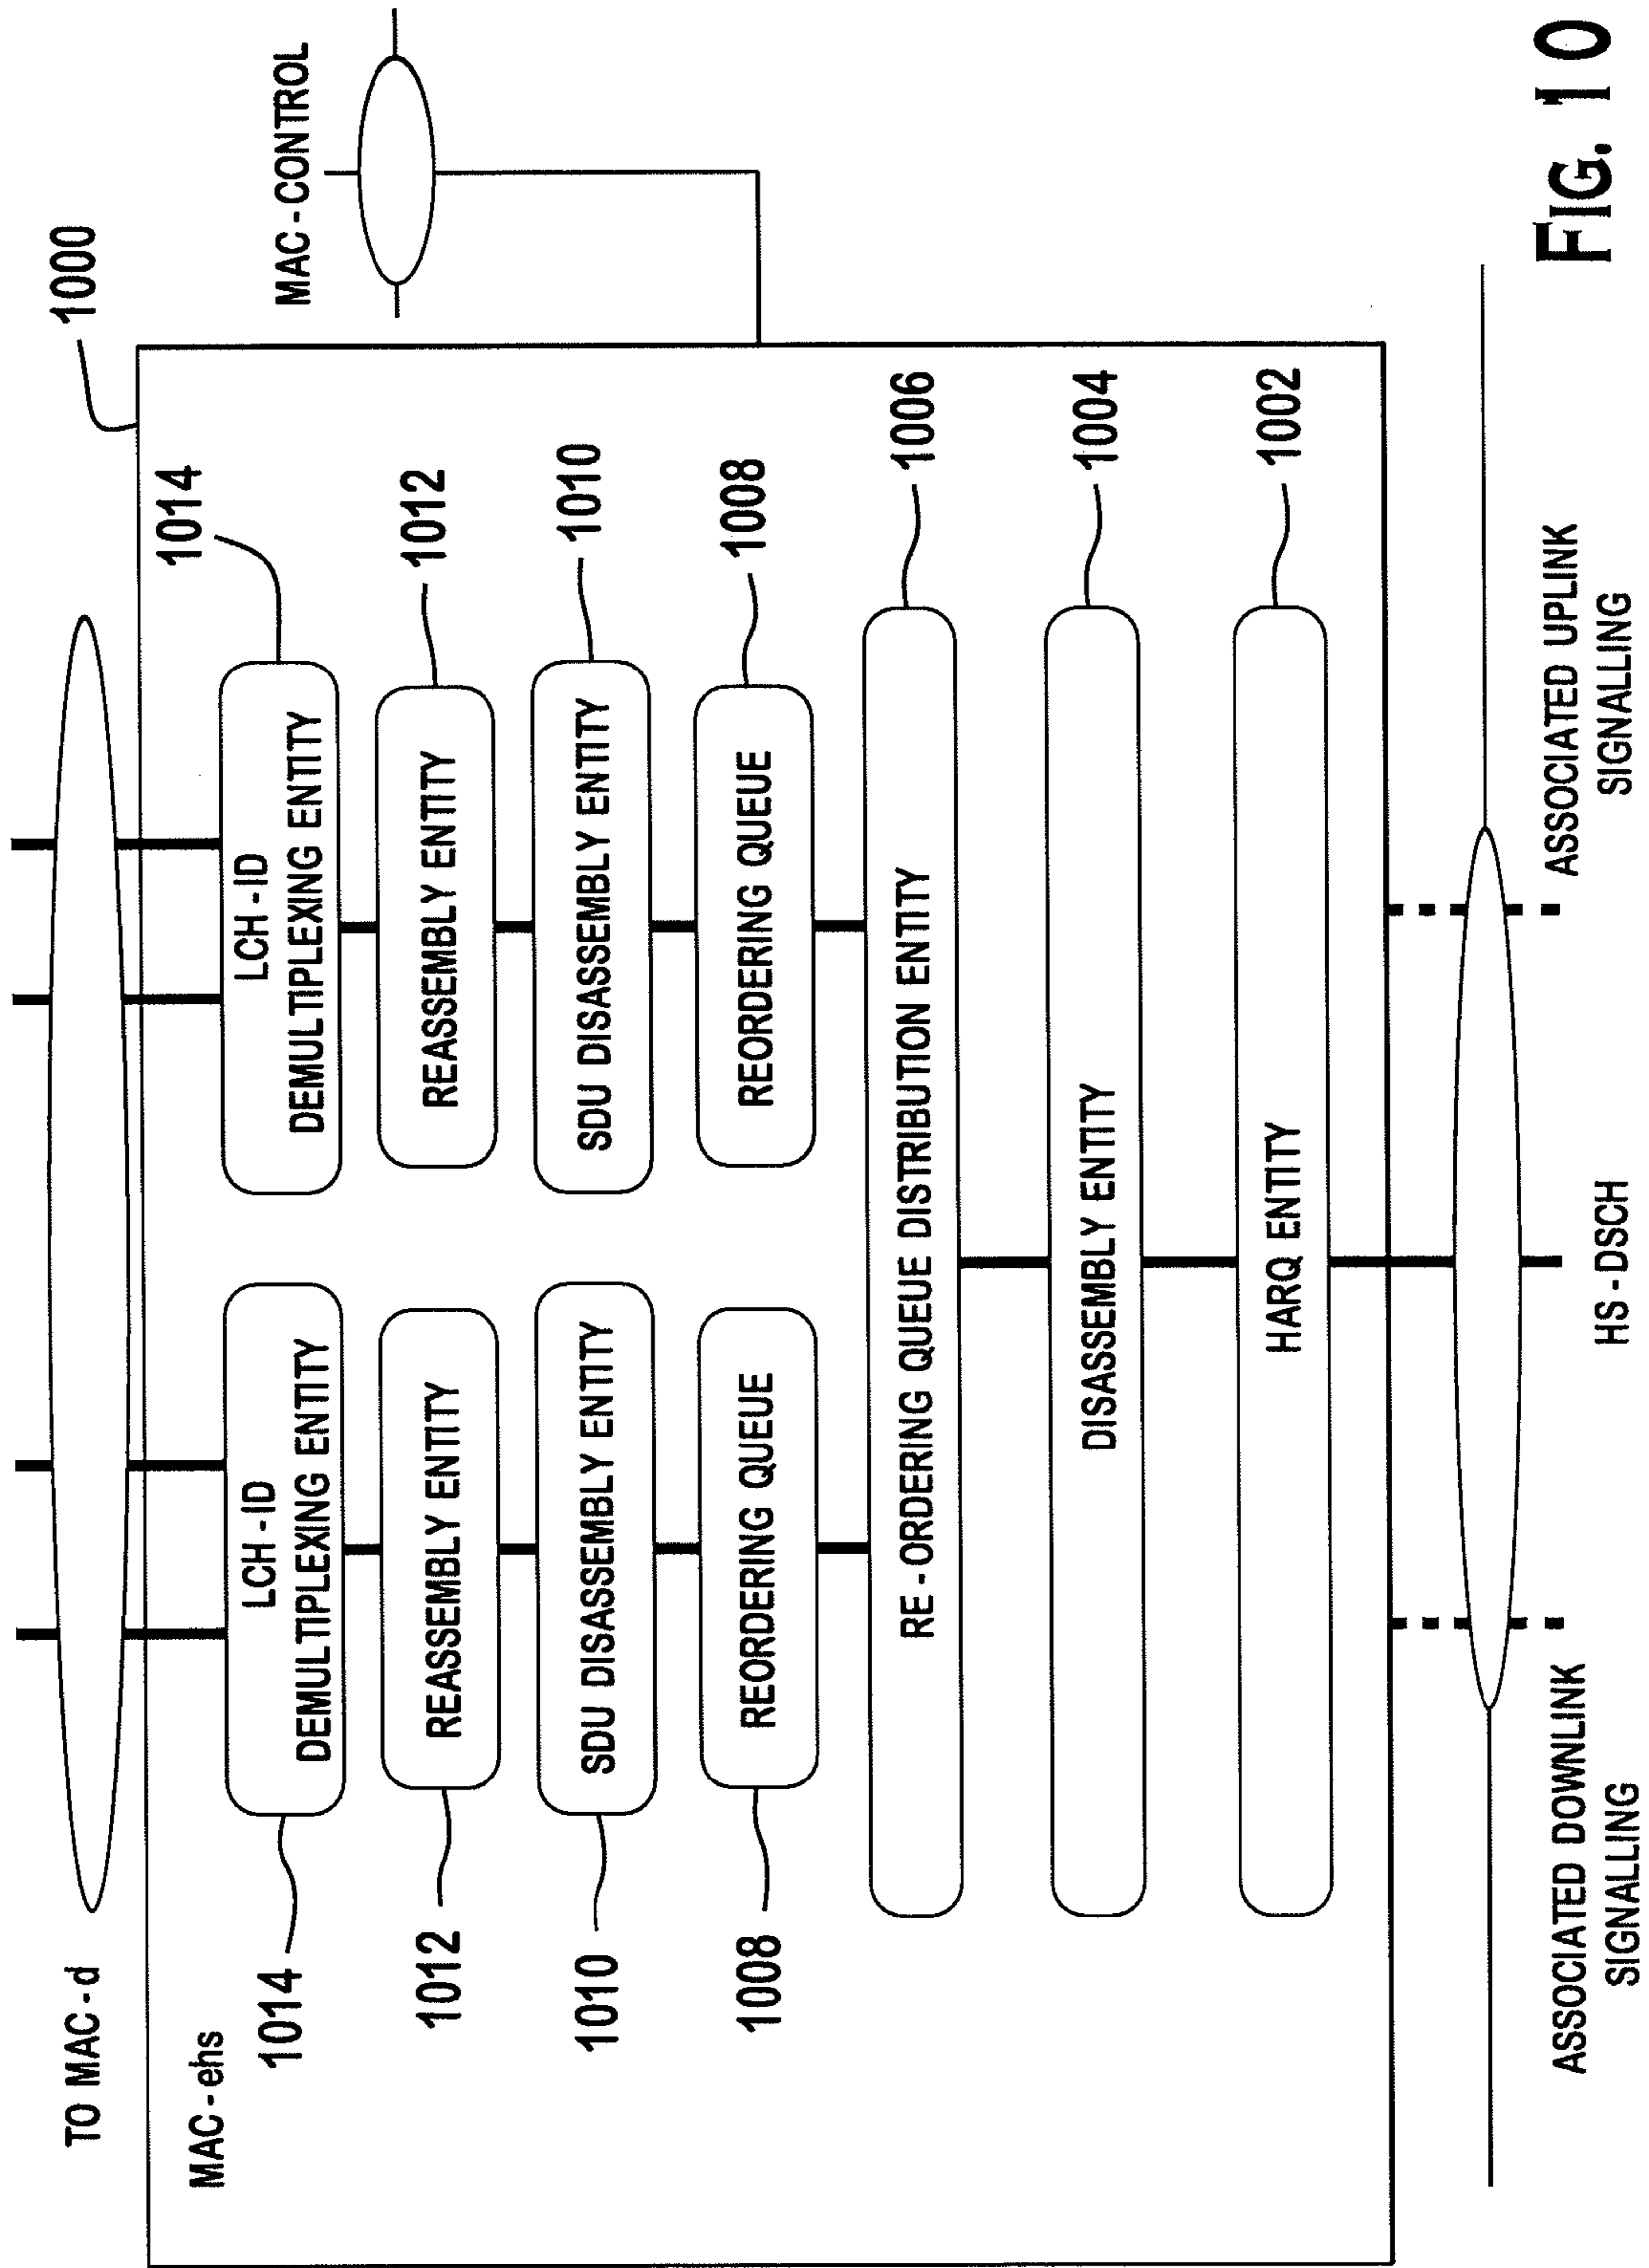 TO MAC-d
1000
MAC-CONTROL
MAC-ehs
1014
LCH-ID
DEMULTIPLEXING ENTITY
LCH-ID
DEMULTIPLEXING ENTITY
1014
1012
REASSEMBLY ENTITY
REASSEMBLY ENTITY
1012
1010
SDU DISASSEMBLY ENTITY
SDU DISASSEMBLY ENTITY
1010
1008
REORDERING QUEUE
REORDERING QUEUE
1008
RE-ORDERING QUEUE DISTRIBUTION ENTITY
1006
DISASSEMBLY ENTITY
1004
HARQ ENTITY
1002
ASSOCIATED DOWNLINK
SIGNALLING
HS-DSCH
ASSOCIATED UPLINK
SIGNALLING
FIG. 10